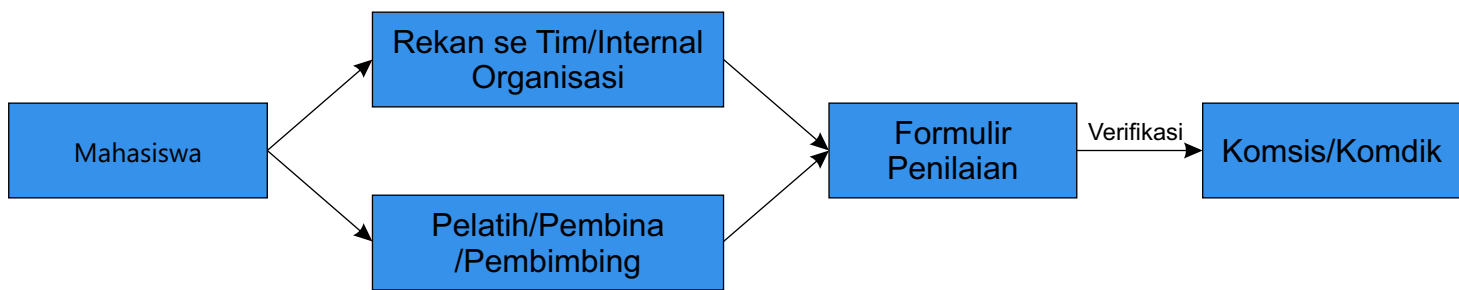 Mahasiswa
Rekan se Tim/Internal
Organisasi
Pelatih/Pembina
/Pembimbing
Formulir
Penilaian
Verifikasi
Komsis/Komdik